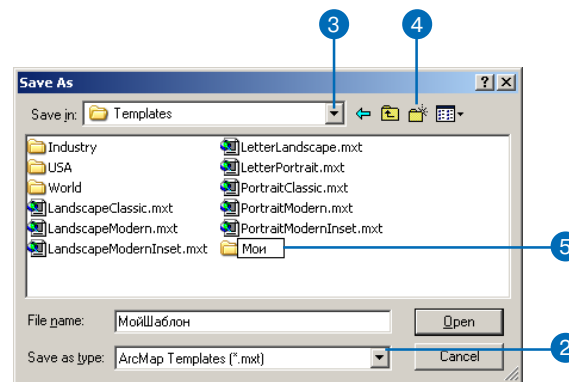 3 4
Save As
Save in: Templates
Industry
USA
World
LandscapeClassic.mxt
LandscapeModern.mxt
LandscapeModernInset.mxt
LetterLandscape.mxt
LetterPortrait.mxt
PortraitClassic.mxt
PortraitModern.mxt
PortraitModernInset.mxt
Мои
5
File name: МойШаблон Open
Save as type: ArcMap Templates (*.mxt) Cancel
2